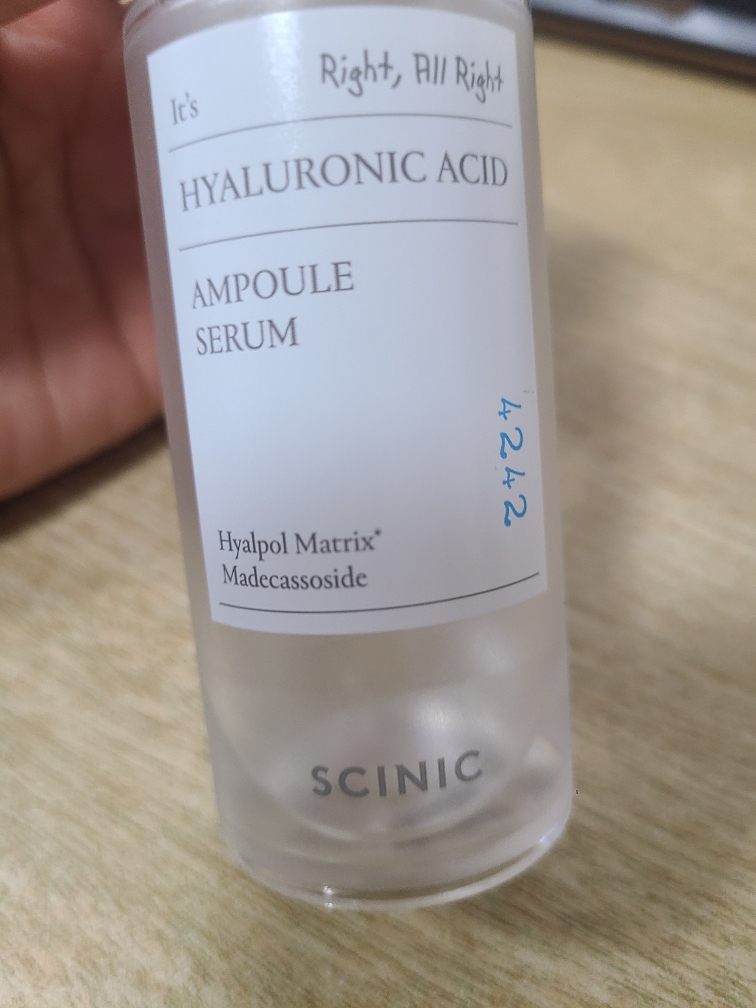 It's Right, All Right
HYALURONIC ACID
AMPOULE
SERUM
4242
Hyalpol Matrix*
Madecassoside
SCINIC